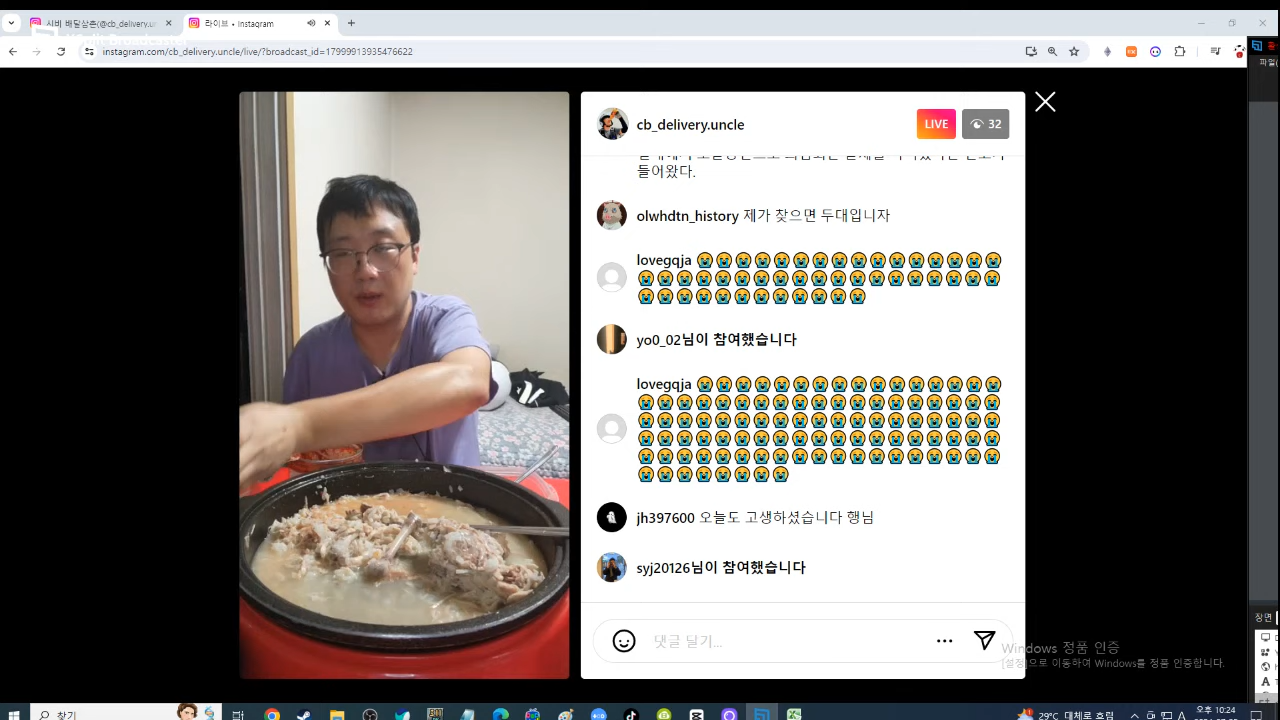 시비 배달삼촌(@cb_delivery.ur
라이브 • Instagram
instagram.com/cb_delivery.uncle/live/?broadcast_id=17999913935476622
파일(
cb_delivery.uncle
LIVE
32
들어왔다.
olwhdtn_history 제가 찾으면 두대입니자
lovegqja 😭😭😭😭😭😭😭😭😭😭😭😭😭😭😭😭
😭😭😭😭😭😭😭😭😭😭😭😭😭😭😭😭😭😭😭
😭😭😭😭😭😭😭😭😭😭😭😭
yo0_02님이 참여했습니다
lovegqja 😭😭😭😭😭😭😭😭😭😭😭😭😭😭😭😭
😭😭😭😭😭😭😭😭😭😭😭😭😭😭😭😭😭😭😭
😭😭😭😭😭😭😭😭😭😭😭😭😭😭😭😭😭😭😭
😭😭😭😭😭😭😭😭😭😭😭😭😭😭😭😭😭😭😭
😭😭😭😭😭😭😭😭😭😭😭😭😭😭😭😭😭😭😭
😭😭😭😭😭😭😭😭
jh397600 오늘도 고생하셨습니다 행님
syj20126님이 참여했습니다
댓글 달기...
장면
Windows 정품 인증
[설정]으로 이동하여 Windows를 정품 인증합니다.
찾기
29°C 대체로 흐림
오후 10:24